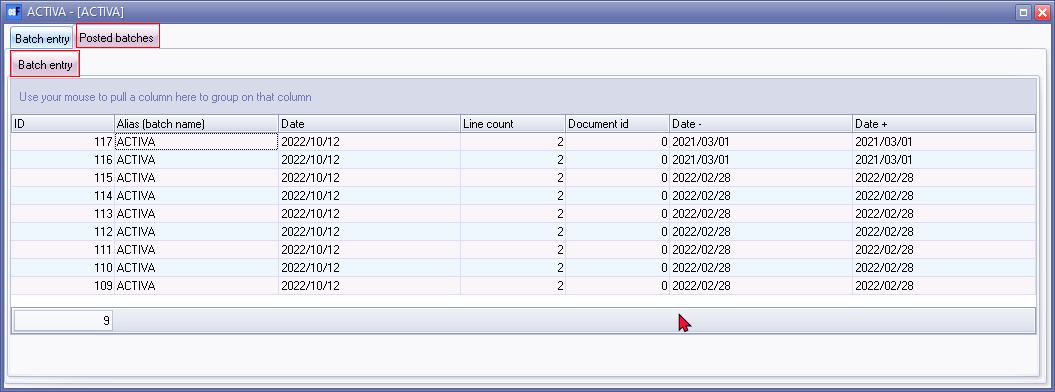 ACTIVA - [ACTIVA]
Batch entry Posted batches
Batch entry
Use your mouse to pull a column here to group on that column
ID Alias (batch name) Date Line count Document id Date - Date +
117 ACTIVA 2022/10/12 2 0 2021/03/01 2021/03/01
116 ACTIVA 2022/10/12 2 0 2021/03/01 2021/03/01
115 ACTIVA 2022/10/12 2 0 2022/02/28 2022/02/28
114 ACTIVA 2022/10/12 2 0 2022/02/28 2022/02/28
113 ACTIVA 2022/10/12 2 0 2022/02/28 2022/02/28
112 ACTIVA 2022/10/12 2 0 2022/02/28 2022/02/28
111 ACTIVA 2022/10/12 2 0 2022/02/28 2022/02/28
110 ACTIVA 2022/10/12 2 0 2022/02/28 2022/02/28
109 ACTIVA 2022/10/12 2 0 2022/02/28 2022/02/28
9